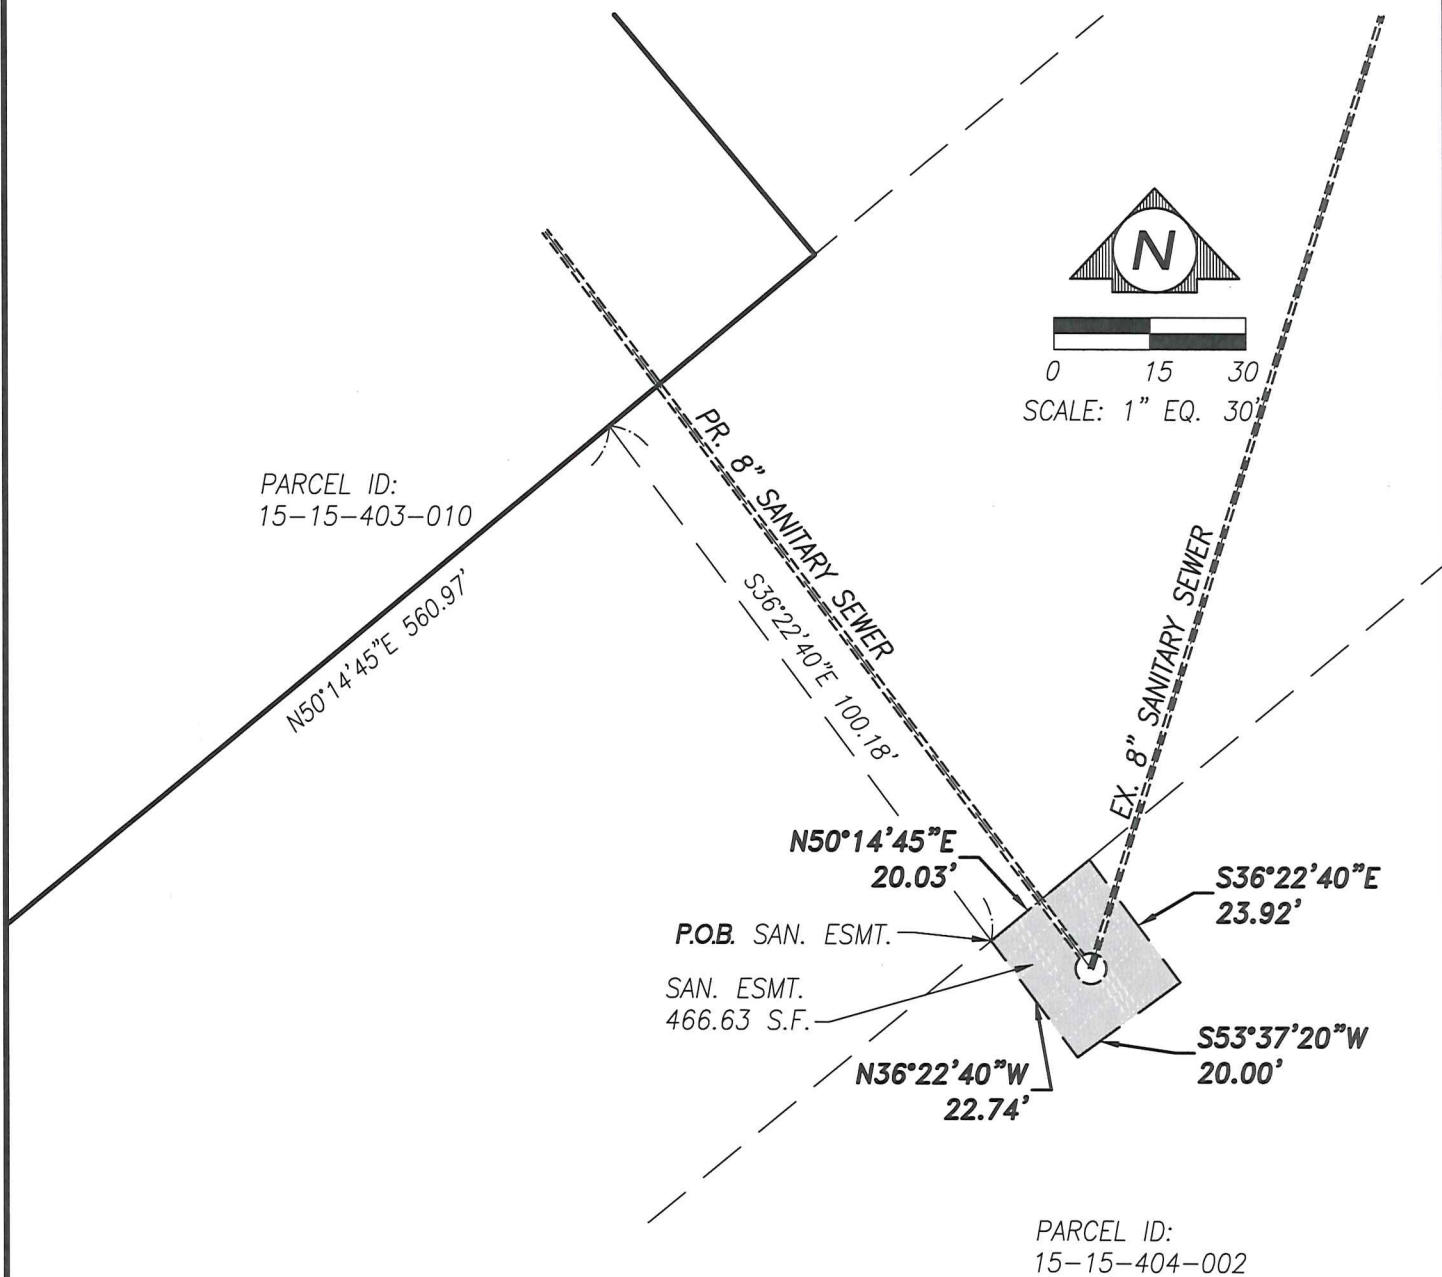 N
0 15 30
SCALE: 1" EQ. 30'
PARCEL ID:
15-15-403-010
N50°14'45"E 560.97'
PR. 8" SANITARY SEWER
S36°22'40"E 100.18'
EX. 8" SANITARY SEWER
N50°14'45"E
20.03'
S36°22'40"E
23.92'
P.O.B. SAN. ESMT.
SAN. ESMT.
466.63 S.F.
S53°37'20"W
20.00'
N36°22'40"W
22.74'
PARCEL ID:
15-15-404-002